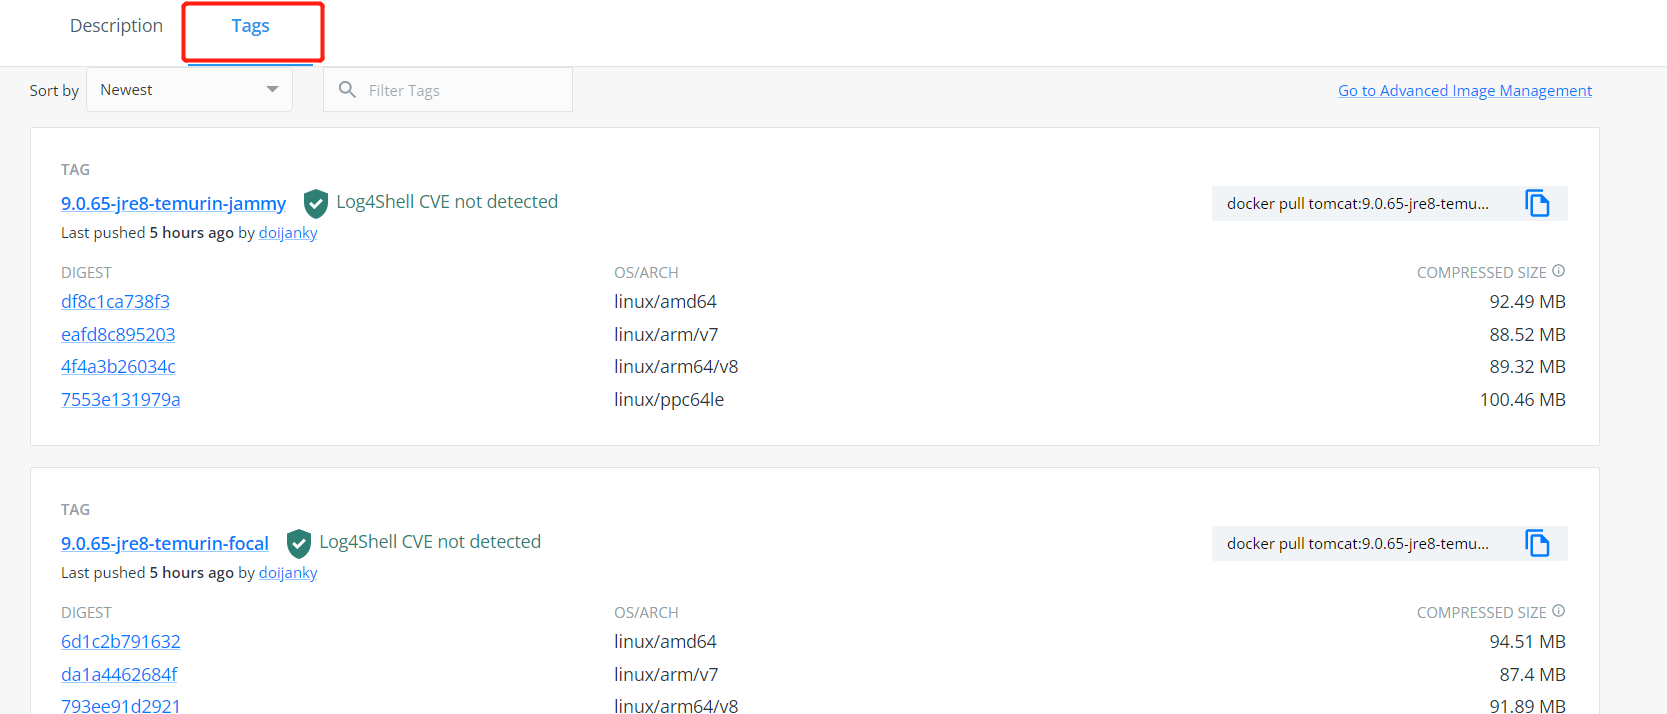 Description Tags
Sort by Newest Filter Tags Go to Advanced Image Management
TAG
9.0.65-jre8-temurin-jammy Log4Shell CVE not detected docker pull tomcat:9.0.65-jre8-temu...
Last pushed 5 hours ago by doijanky
DIGEST OS/ARCH COMPRESSED SIZE
df8c1ca738f3 linux/amd64 92.49 MB
eafd8c895203 linux/arm/v7 88.52 MB
4f4a3b26034c linux/arm64/v8 89.32 MB
7553e131979a linux/ppc64le 100.46 MB
TAG
9.0.65-jre8-temurin-focal Log4Shell CVE not detected docker pull tomcat:9.0.65-jre8-temu...
Last pushed 5 hours ago by doijanky
DIGEST OS/ARCH COMPRESSED SIZE
6d1c2b791632 linux/amd64 94.51 MB
da1a4462684f linux/arm/v7 87.4 MB
793ee91d2921 linux/arm64/v8 91.89 MB